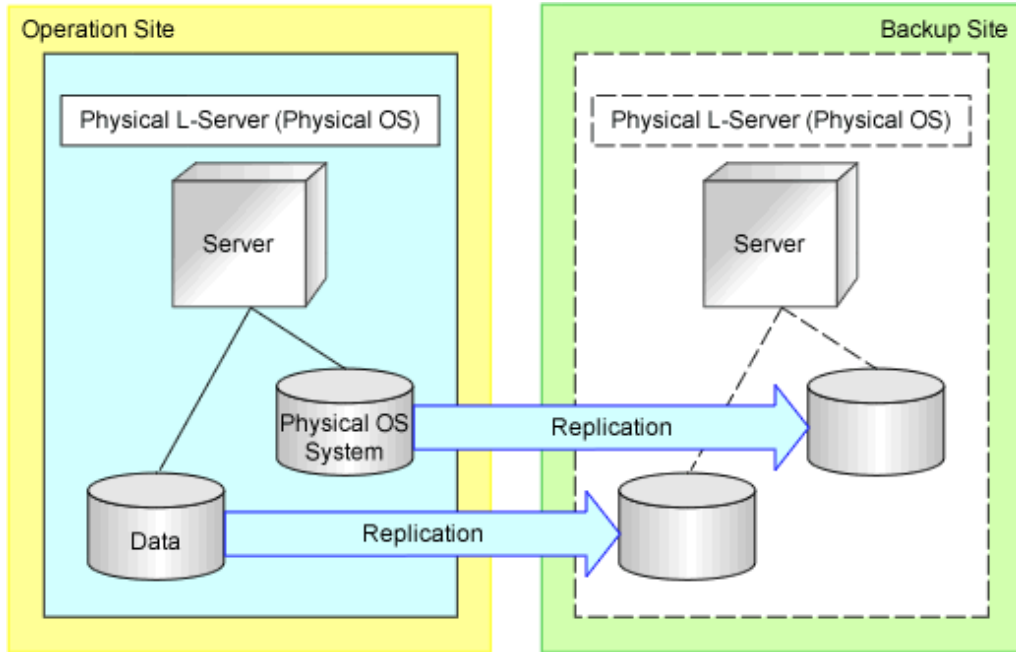 Operation Site
Backup Site
Physical L-Server (Physical OS)
Physical L-Server (Physical OS)
Server
Server
Physical OS
System
Replication
Data
Replication